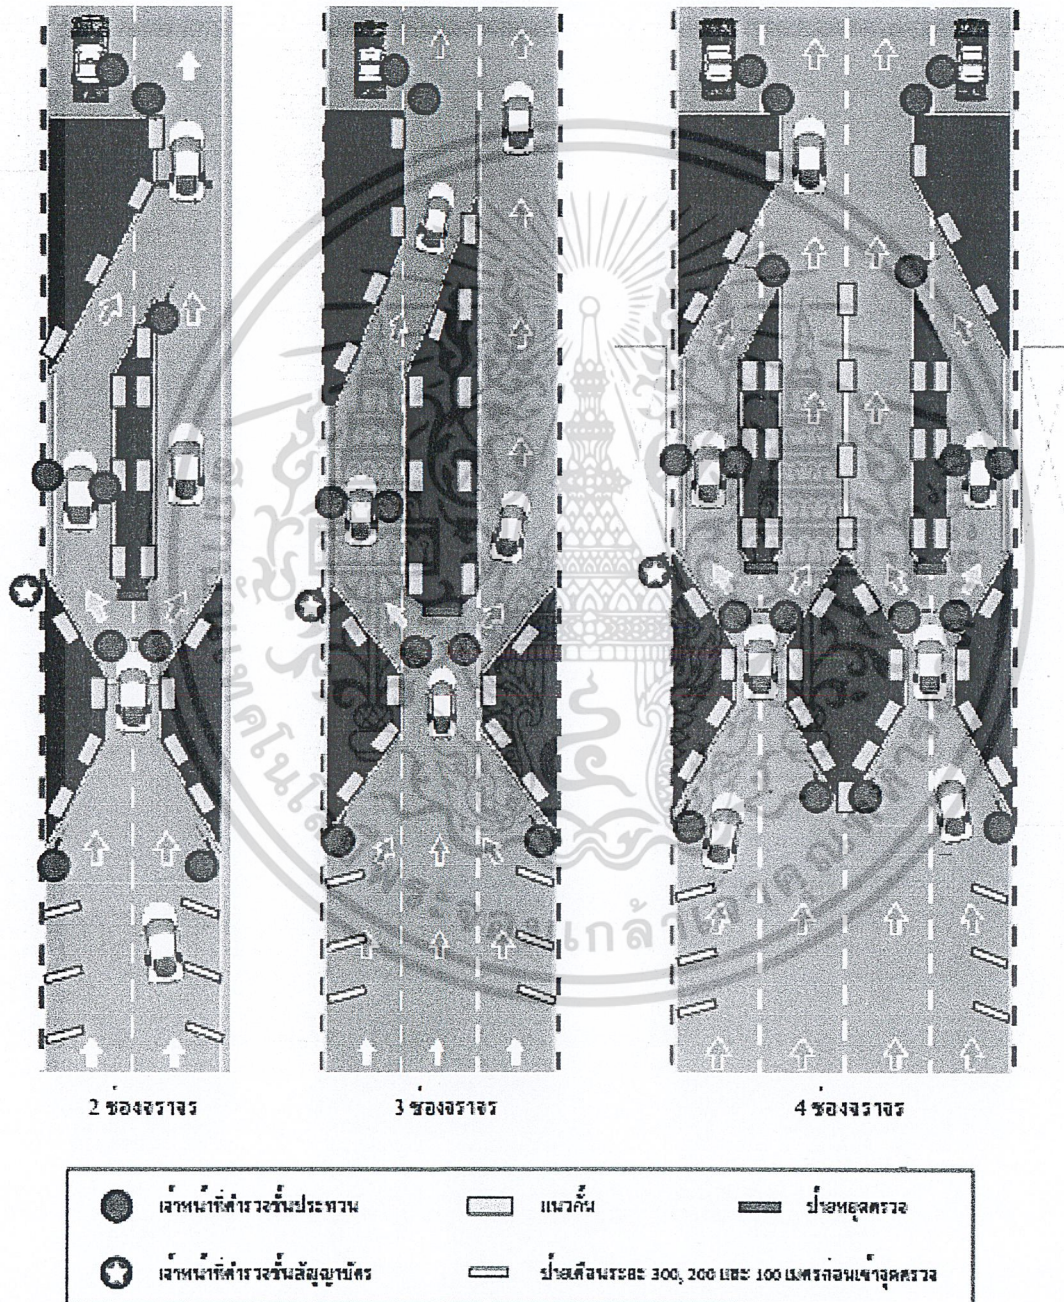 2 ช่องจราจร
3 ช่องจราจร
4 ช่องจราจร
เจ้าหน้าที่ตำรวจชั้นประทวน
แนวคั้น
ป้ายหยุดตรวจ
เจ้าหน้าที่ตำรวจชั้นสัญญาบัตร
ป้ายเตือนระยะ 300, 200 และ 100 เมตรก่อนเข้าจุดตรวจ